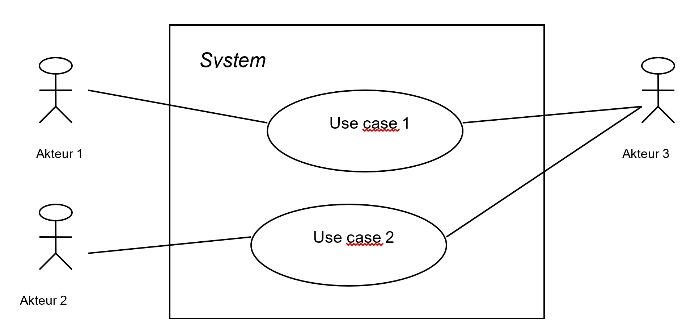 System
Use case 1
Akteur 1
Akteur 3
Use case 2
Akteur 2